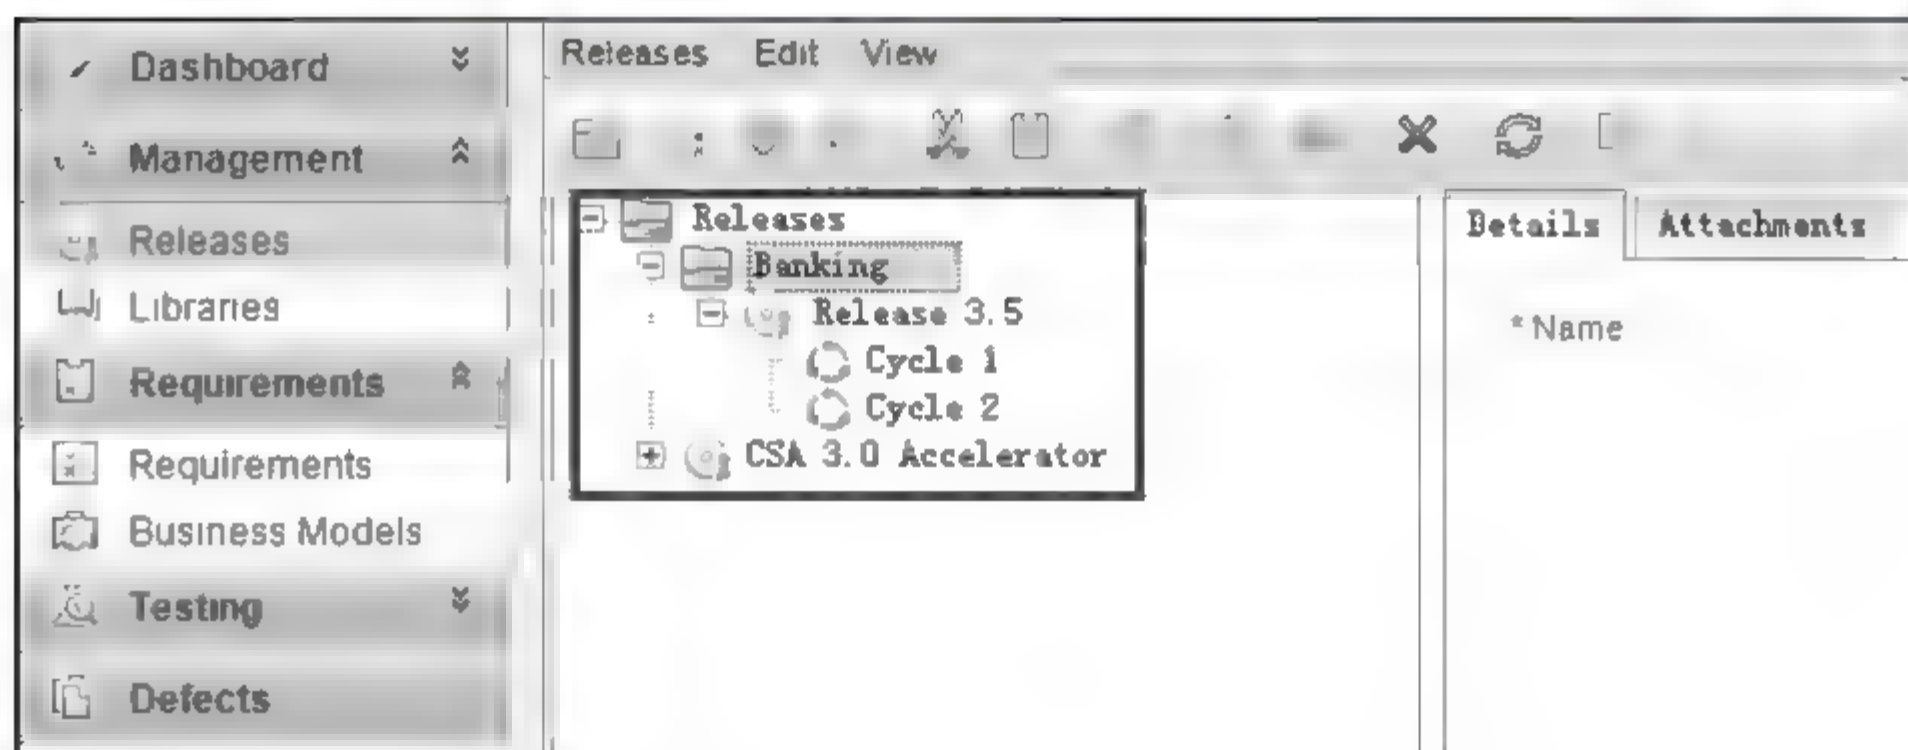 Dashboard
Management
Releases
Libraries
Requirements
Requirements
Business Models
Testing
Defects
Releases Edit View
Releases
Banking
Release 3.5
Cycle 1
Cycle 2
CSA 3.0 Accelerator
Details Attachments
* Name